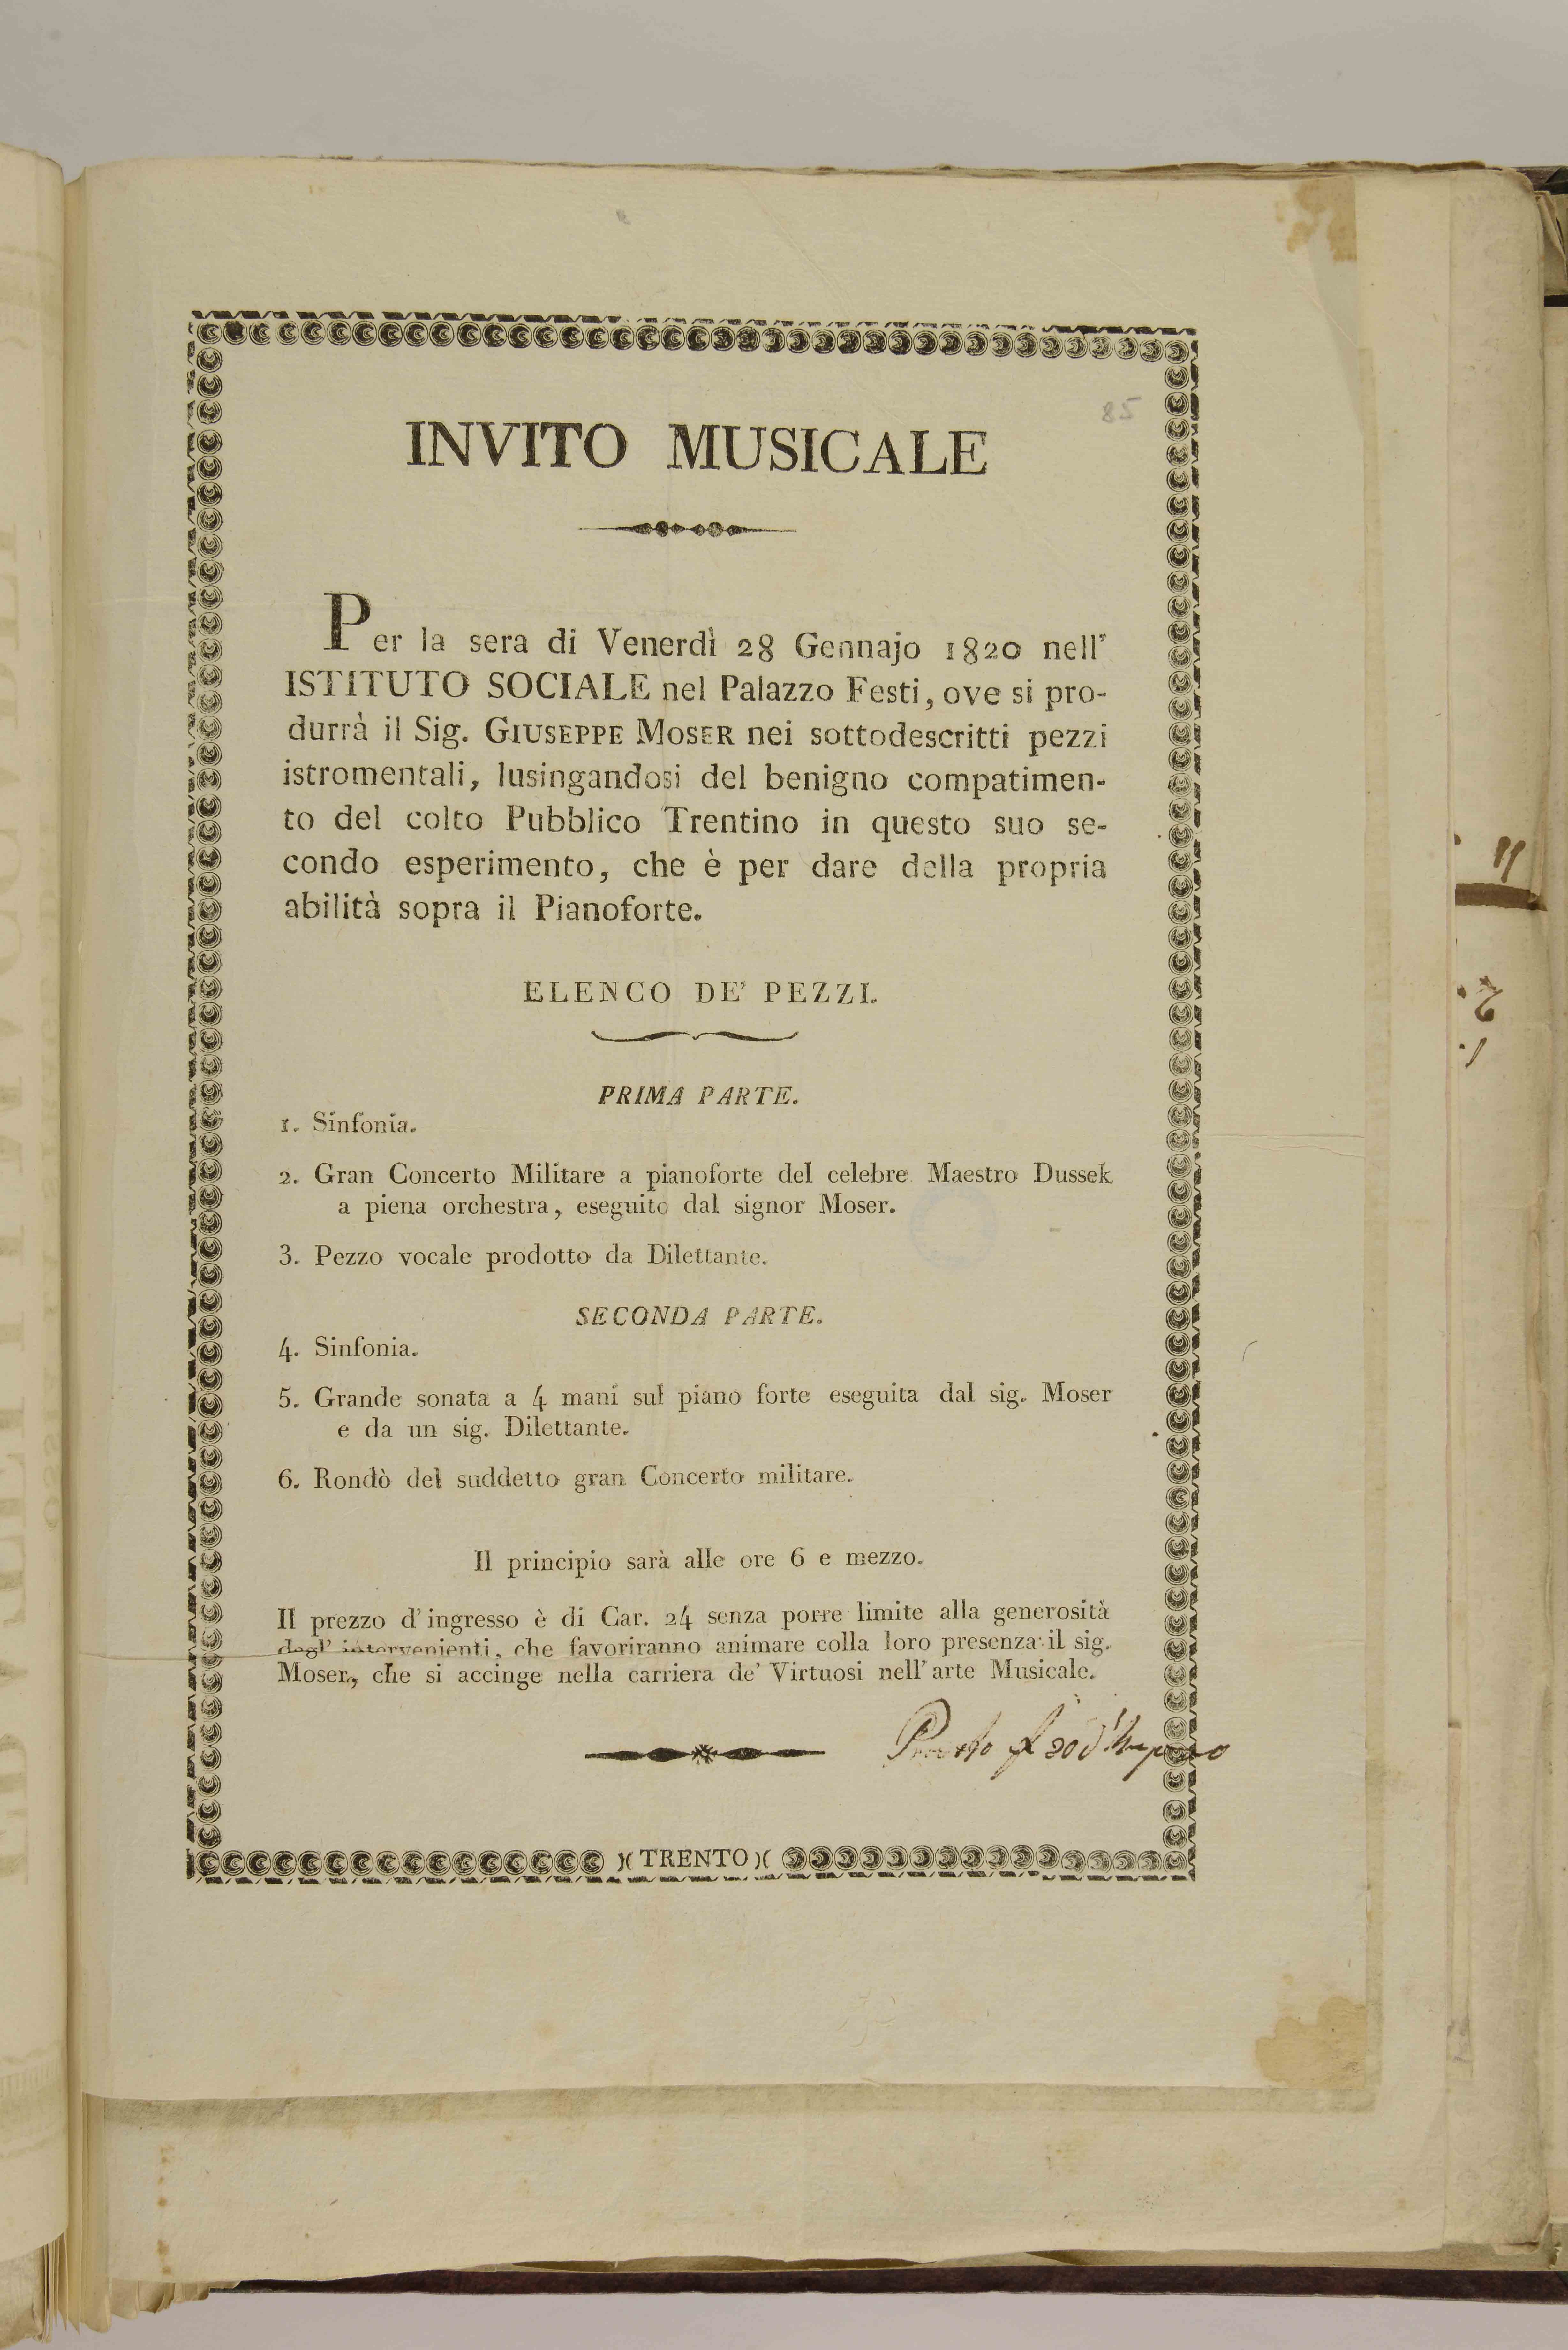 85
INVITO MUSICALE
Per la sera di Venerdì 28 Gennajo 1820 nell'
ISTITUTO SOCIALE nel Palazzo Festi, ove si pro-
durrà il Sig. GIUSEPPE MOSER nei sottodescritti pezzi
istromentali, lusingandosi del benigno compatimen-
to del colto Pubblico Trentino in questo suo se-
condo esperimento, che è per dare della propria
abilità sopra il Pianoforte.
ELENCO DE' PEZZI.
PRIMA PARTE.
1. Sinfonia.
2. Gran Concerto Militare a pianoforte del celebre Maestro Dussek
a piena orchestra, eseguito dal signor Moser.
3. Pezzo vocale prodotto da Dilettante.
SECONDA PARTE.
4. Sinfonia.
5. Grande sonata a 4 mani sul piano forte eseguita dal sig. Moser
e da un sig. Dilettante.
6. Rondò del suddetto gran Concerto militare.
Il principio sarà alle ore 6 e mezzo.
Il prezzo d'ingresso è di Car. 24 senza porre limite alla generosità
degl' intervenienti, che favoriranno animare colla loro presenza il sig.
Moser, che si accinge nella carriera de' Virtuosi nell'arte Musicale.
)( TRENTO )(